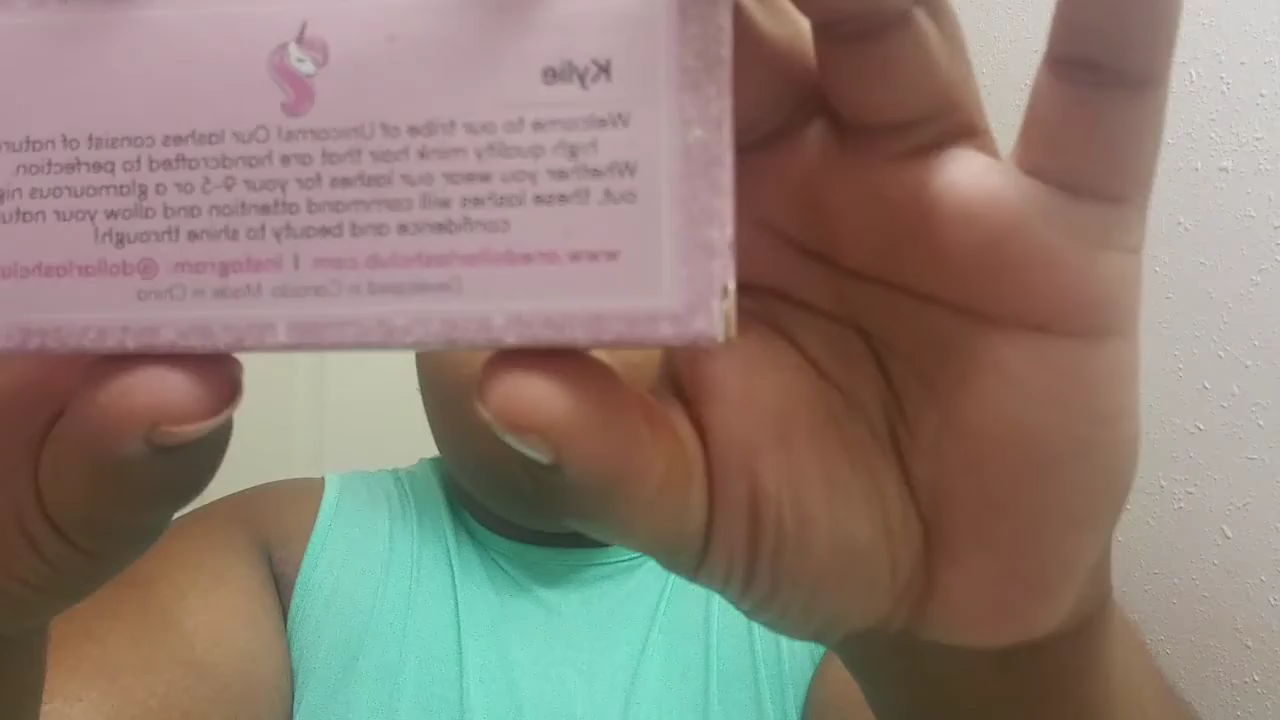 Kylie
Welcome to our tribe of Unicorns! Our lashes consist of natur
high quality mink hair that are handcrafted to perfection.
Whether you wear our lashes for your 9-5 or a glamourous nig
out, these lashes will command attention and allow your natu
confidence and beauty to shine through!
www.onedollarlashclub.com | Instagram: @dollarlashclu
Developed in Canada. Made in China